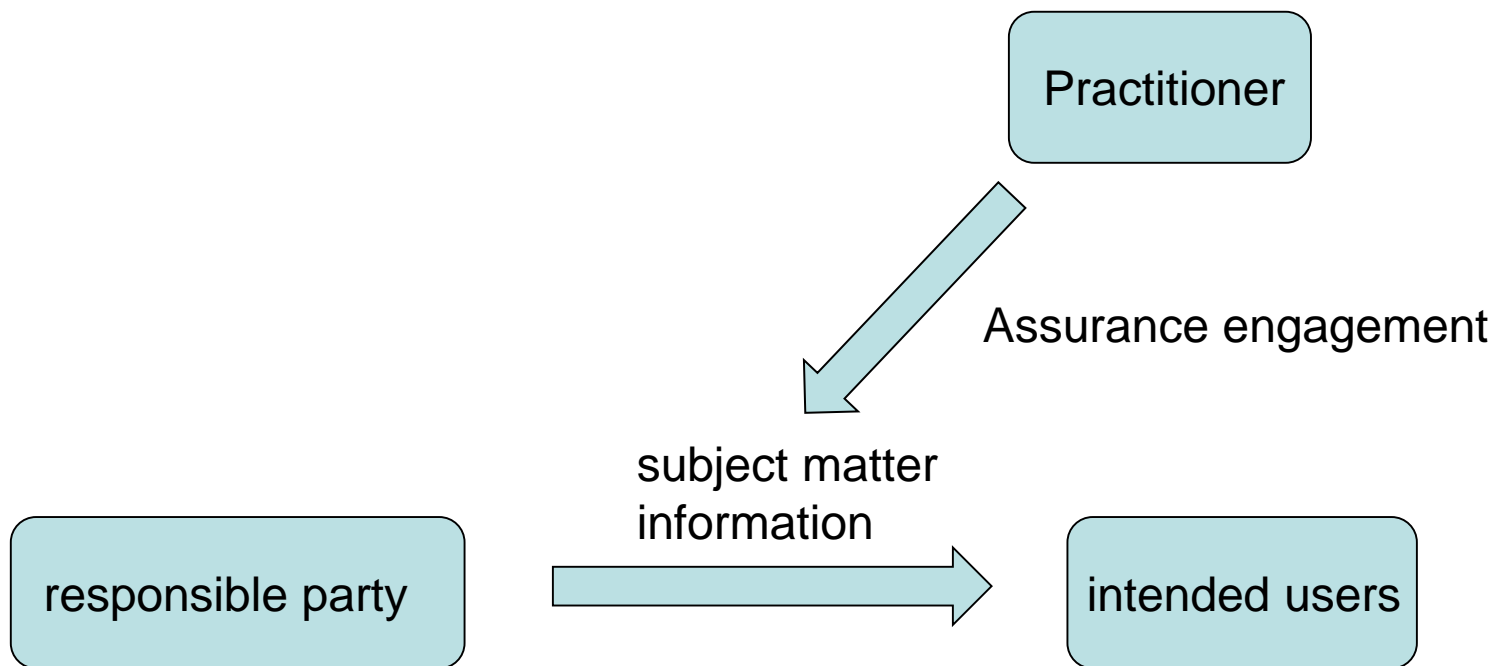 Practitioner
Assurance engagement
subject matter
information
responsible party
intended users